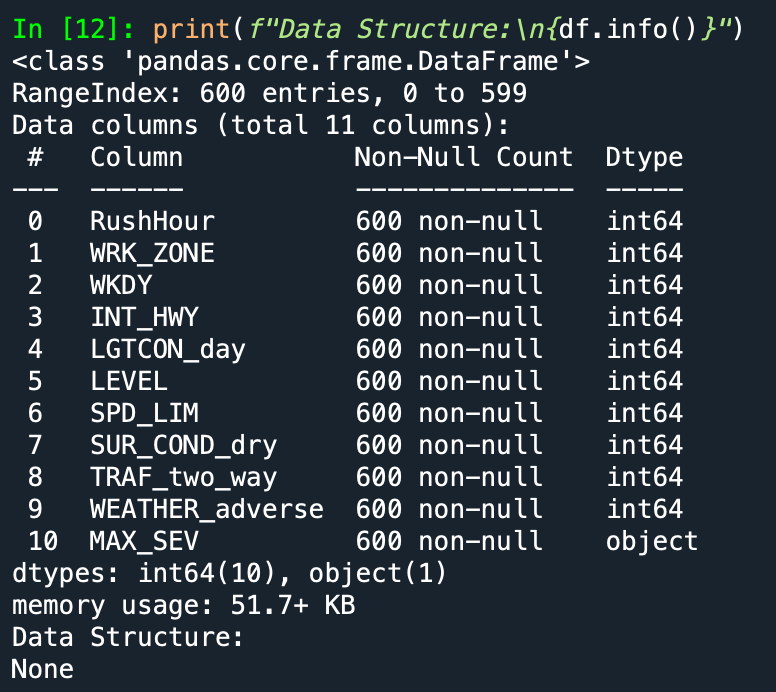 In [12]: print(f"Data Structure:\n{df.info()}")
<class 'pandas.core.frame.DataFrame'>
RangeIndex: 600 entries, 0 to 599
Data columns (total 11 columns):
 #   Column           Non-Null Count  Dtype
---  ------           --------------  -----
 0   RushHour         600 non-null    int64
 1   WRK_ZONE         600 non-null    int64
 2   WKDY             600 non-null    int64
 3   INT_HWY          600 non-null    int64
 4   LGTCON_day       600 non-null    int64
 5   LEVEL            600 non-null    int64
 6   SPD_LIM          600 non-null    int64
 7   SUR_COND_dry     600 non-null    int64
 8   TRAF_two_way     600 non-null    int64
 9   WEATHER_adverse  600 non-null    int64
 10  MAX_SEV          600 non-null    object
dtypes: int64(10), object(1)
memory usage: 51.7+ KB
Data Structure:
None